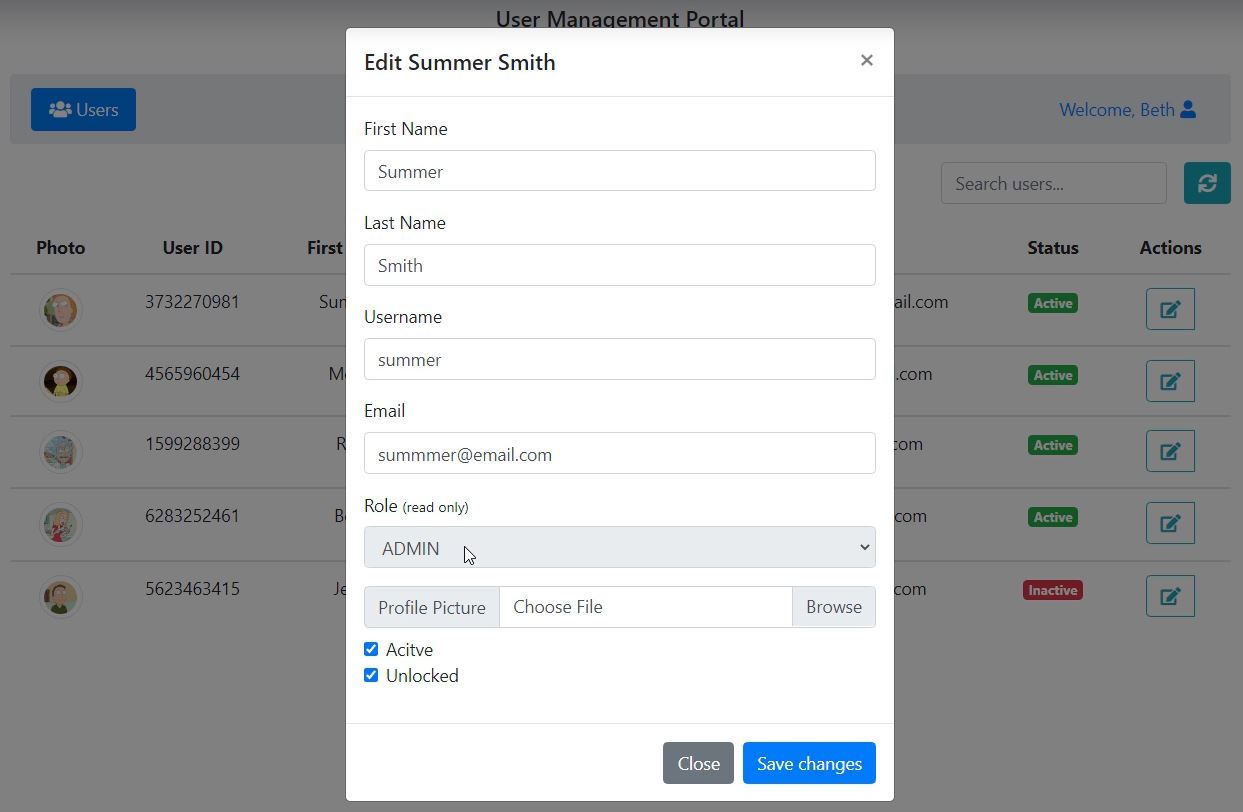 User Management Portal
Edit Summer Smith ×
Users
Welcome, Beth
First Name
Summer
Search users...
Last Name
Photo User ID First Status Actions
Smith
3732270981 Sum ail.com Active
Username
summer
4565960454 .com Active
Email
1599288399 R com Active
summmer@email.com
Role (read only)
6283252461 com Active
ADMIN
5623463415 Je com Inactive
Profile Picture Choose File Browse
Acitve
Unlocked
Close Save changes